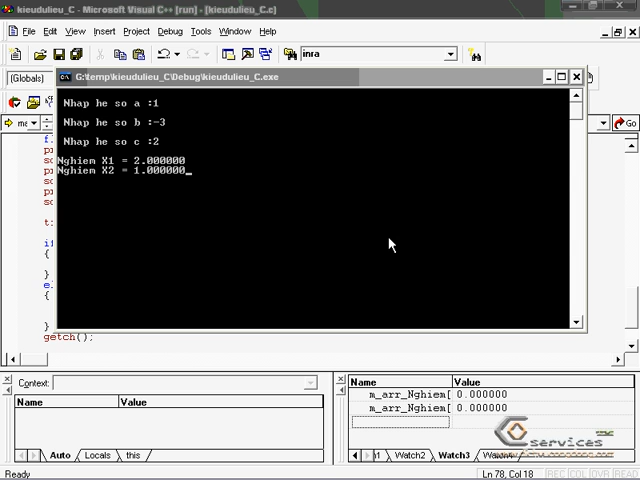 kieudulieu_C - Microsoft Visual C++ [run] - [kieudulieu_C.c]
File Edit View Insert Project Debug Tools Window Help
inra
(Globals)
G:\temp\kieudulieu_C\Debug\kieudulieu_C.exe
Go
Nhap he so a :1
Nhap he so b :-3
Nhap he so c :2
Nghiem X1 = 2.000000
Nghiem X2 = 1.000000_
f
p
s
p
s
p
s
t
if
{
}
e
{
}
getch();
Context:
Name Value
Name Value
m_arr_Nghiem[ 0.000000
m_arr_Nghiem[ 0.000000
Auto Locals this
Watch2 Watch3
services
Ready
Ln 78, Col 18 REC COL OVR READ